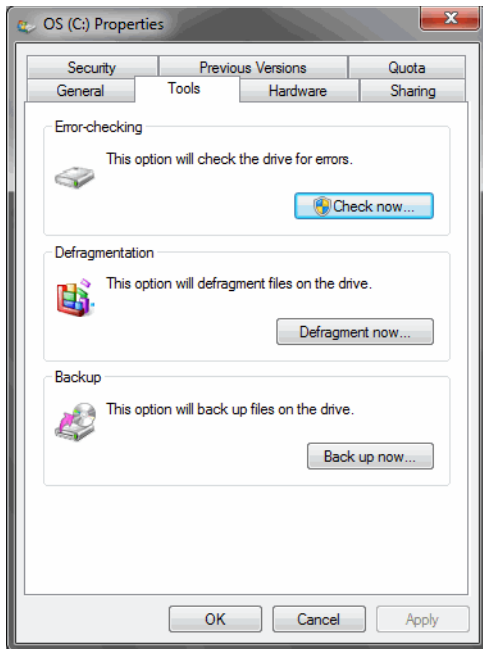 OS (C:) Properties
Security Previous Versions Quota
General Tools Hardware Sharing
Error-checking
This option will check the drive for errors.
Check now...
Defragmentation
This option will defragment files on the drive.
Defragment now...
Backup
This option will back up files on the drive.
Back up now...
OK Cancel Apply